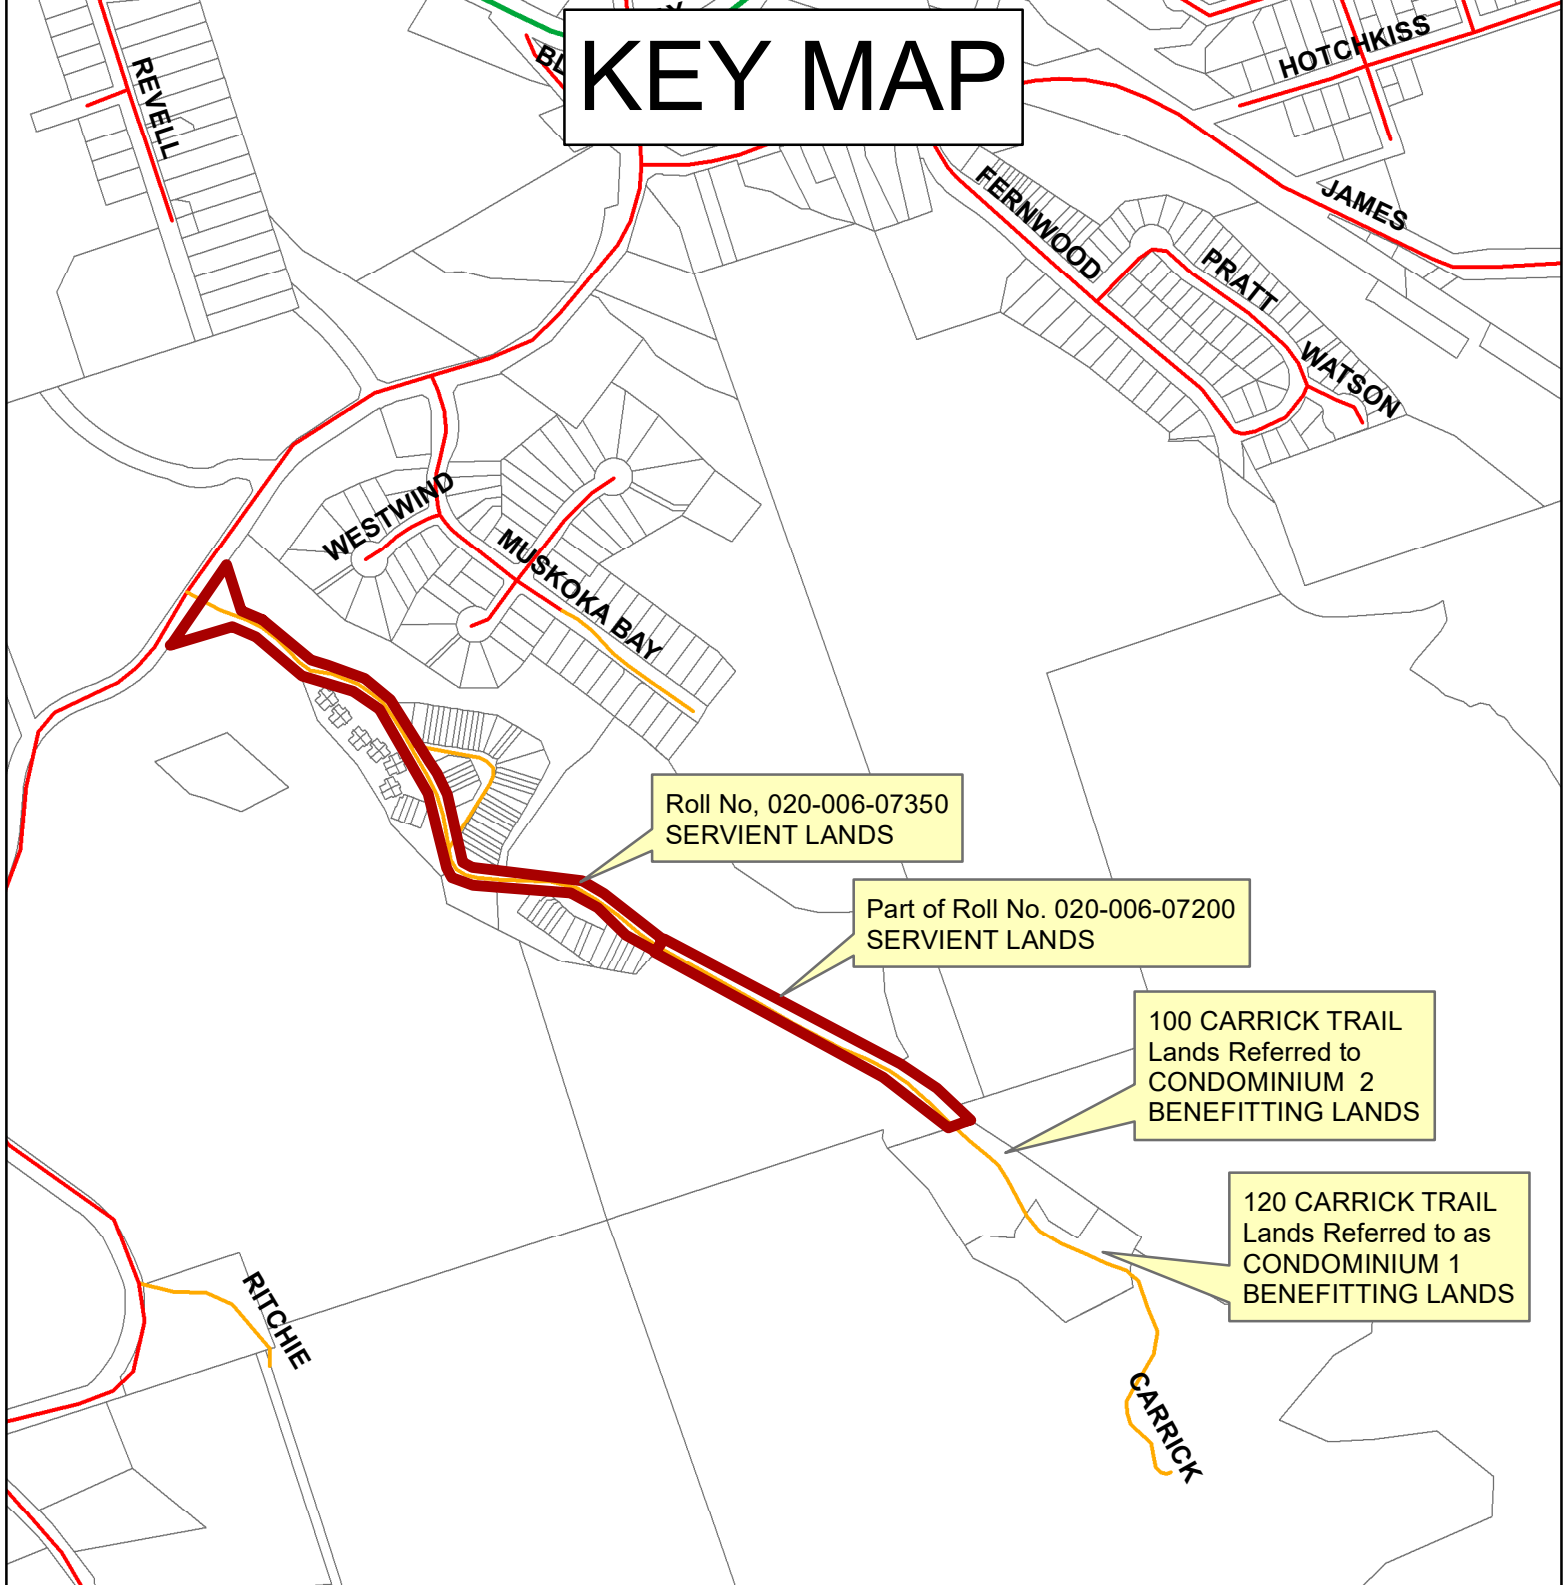 KEY MAP
REVELL
HOTCHKISS
JAMES
FERNWOOD
PRATT
WATSON
WESTWIND
MUSKOKA BAY
Roll No, 020-006-07350
SERVIENT LANDS
Part of Roll No. 020-006-07200
SERVIENT LANDS
100 CARRICK TRAIL
Lands Referred to
CONDOMINIUM  2
BENEFITTING LANDS
120 CARRICK TRAIL
Lands Referred to as
CONDOMINIUM 1
BENEFITTING LANDS
RITCHIE
CARRICK